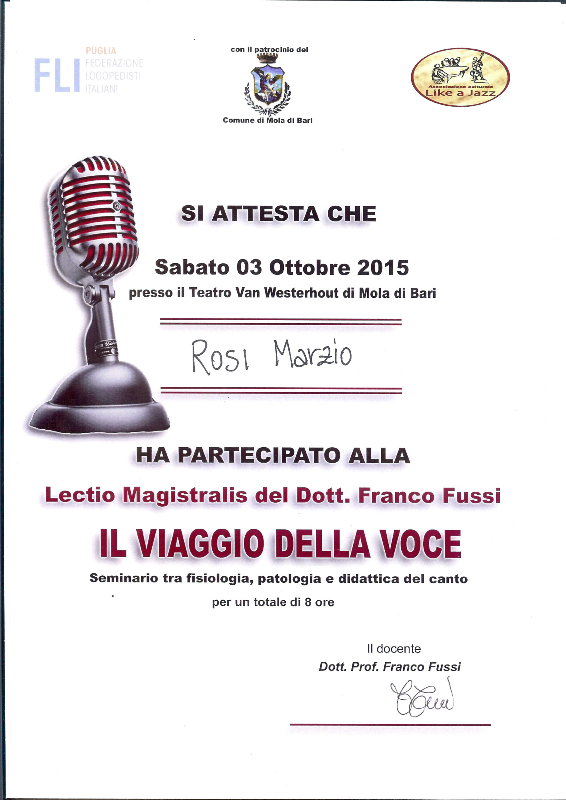 FLI
PUGLIA
FEDERAZIONE
LOGOPEDISTI
ITALIANI
con il patrocinio del
Comune di Mola di Bari
Associazione culturale
Like a Jazz
SI ATTESTA CHE
Sabato 03 Ottobre 2015
presso il Teatro Van Westerhout di Mola di Bari
Rosi Marzio
HA PARTECIPATO ALLA
Lectio Magistralis del Dott. Franco Fussi
IL VIAGGIO DELLA VOCE
Seminario tra fisiologia, patologia e didattica del canto
per un totale di 8 ore
Il docente
Dott. Prof. Franco Fussi